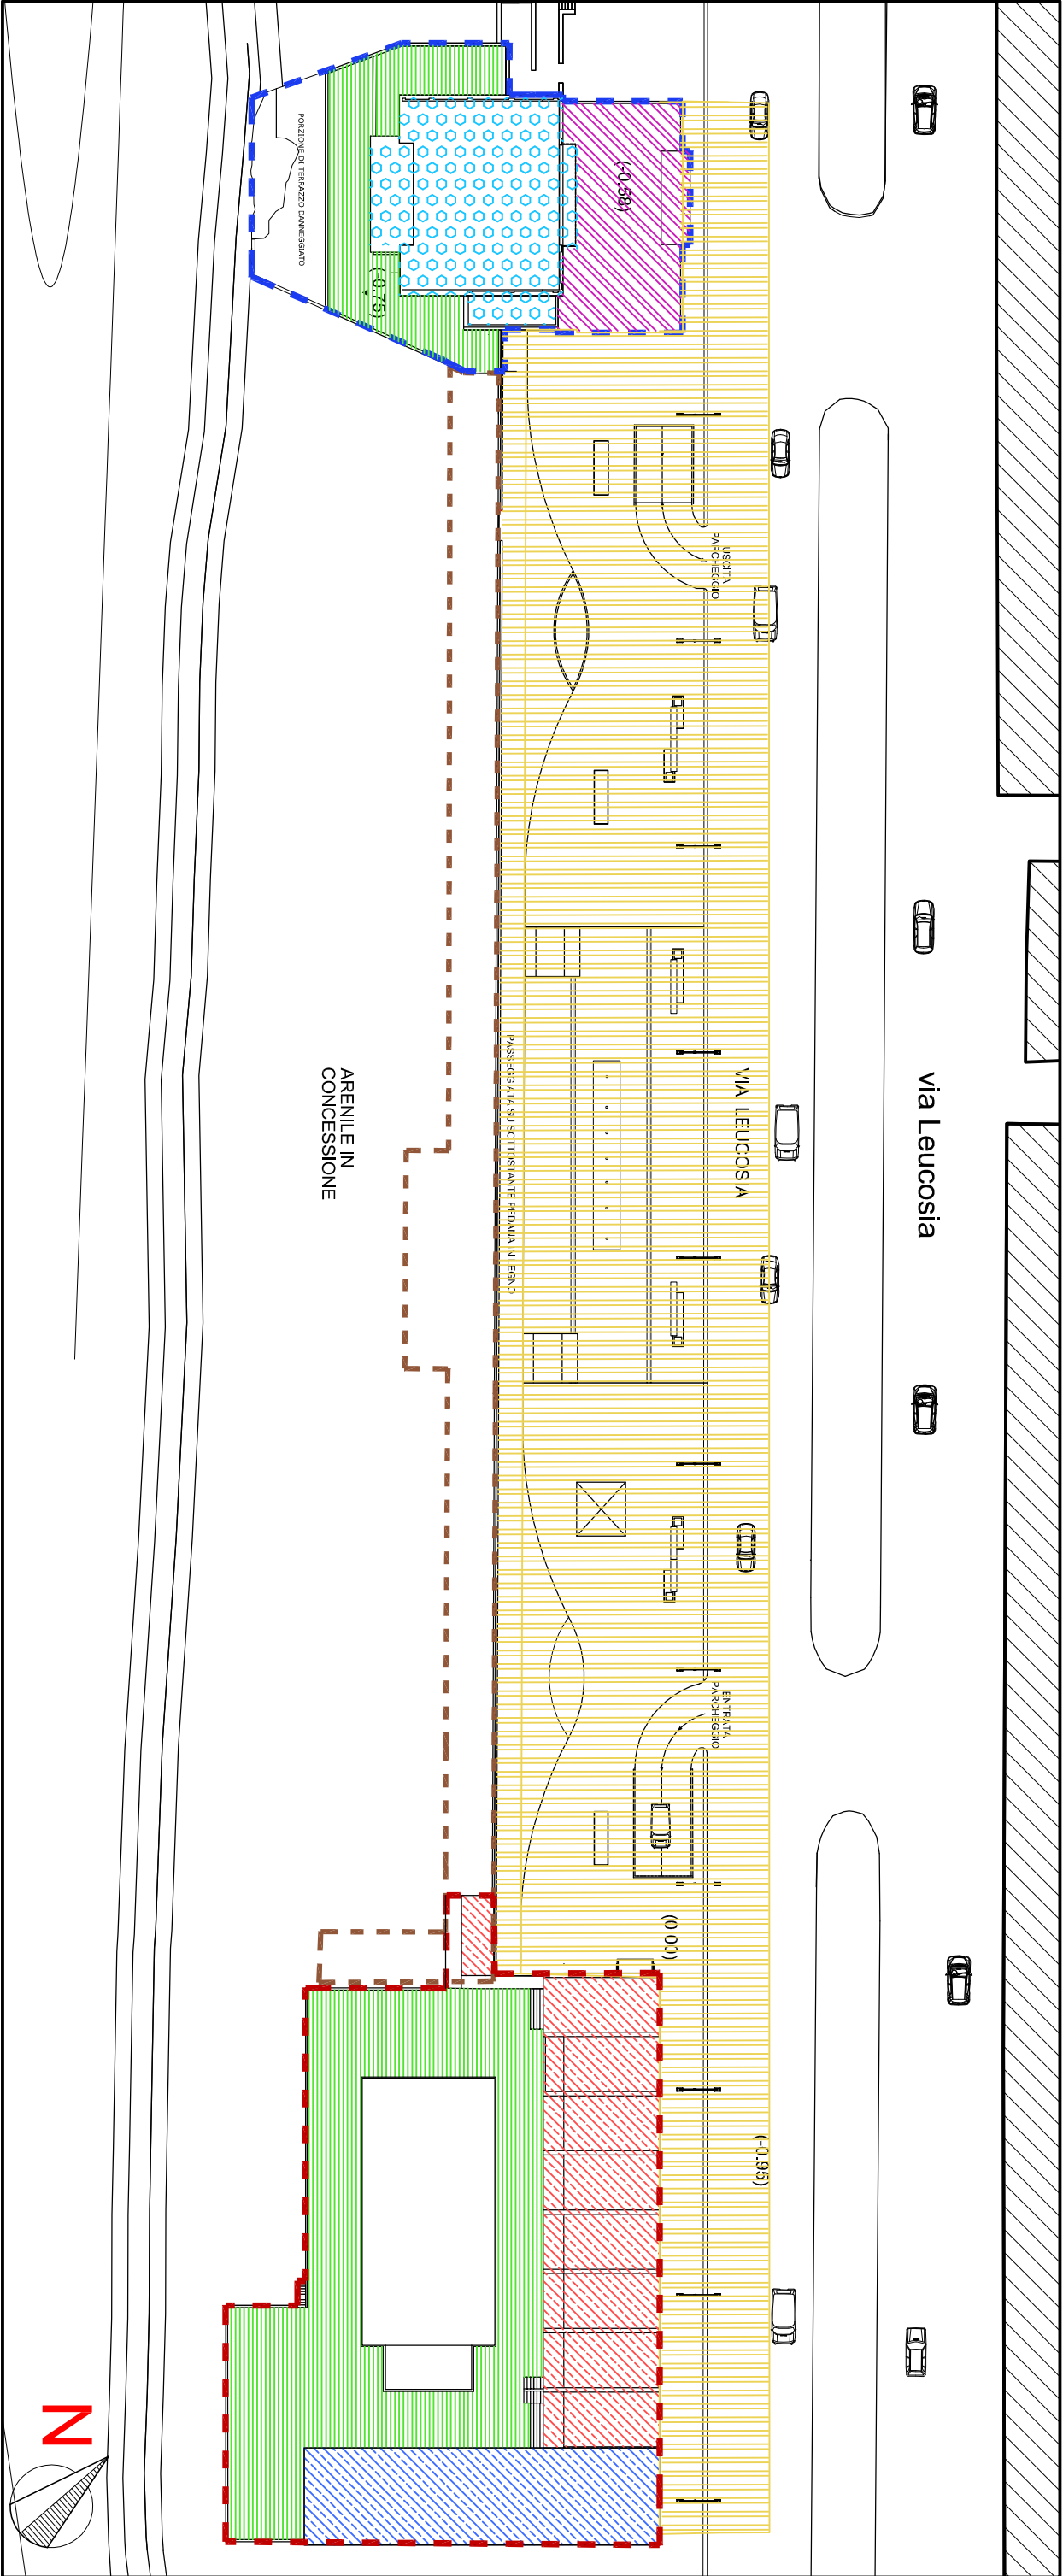 via Leucosia
VIA LEUCOSIA
(-0.58)
(-0.75)
PORZIONE DI TERRAZZO DANNEGGIATO
USCITA
PARCHEGGIO
PASSEGGIATA SU SOTTOSTANTE PEDANA IN LEGNO
ARENILE IN
CONCESSIONE
ENTRATA
PARCHEGGIO
(0.00)
(-0.95)
N